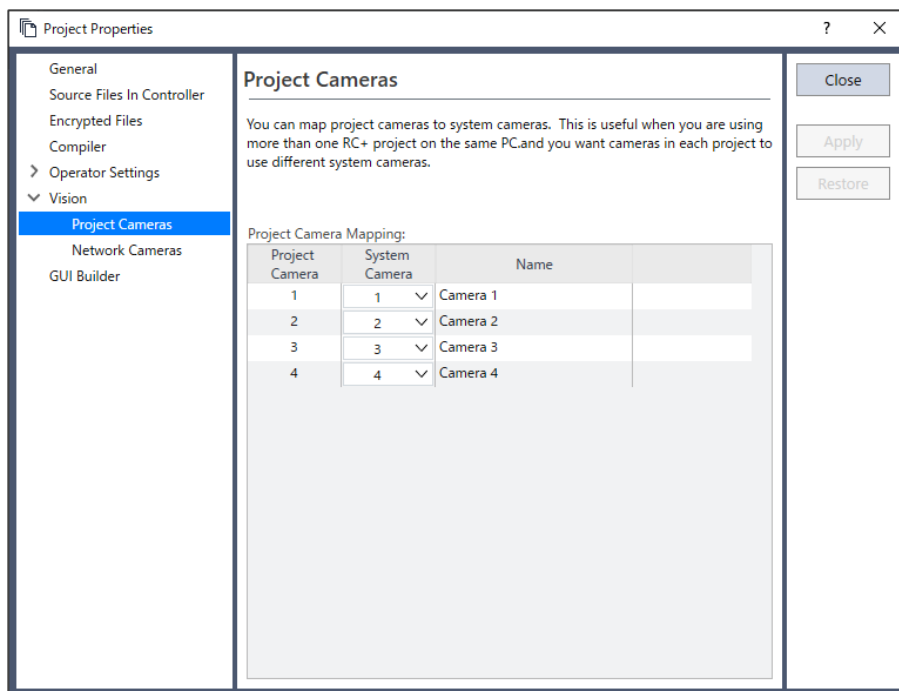 Project Properties
?
General
Source Files In Controller
Encrypted Files
Compiler
Operator Settings
Vision
Project Cameras
Network Cameras
GUI Builder
Project Cameras
You can map project cameras to system cameras. This is useful when you are using
more than one RC+ project on the same PC.and you want cameras in each project to
use different system cameras.
Project Camera Mapping:
Project Camera System Camera Name
1 1 Camera 1
2 2 Camera 2
3 3 Camera 3
4 4 Camera 4
Close
Apply
Restore